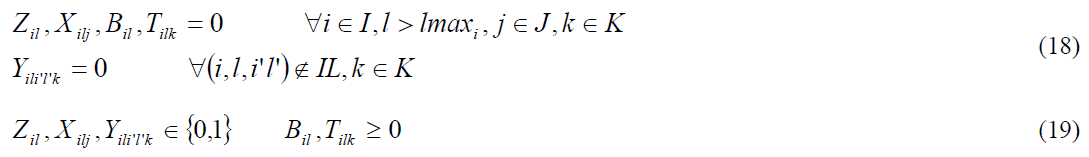 Z_{il}, X_{ilj}, B_{il}, T_{ilk} = 0 ∀i ∈ I, l > lmax_i, j ∈ J, k ∈ K
(18)
Y_{ili'l'k} = 0 ∀(i, l, i' l') ∉ IL, k ∈ K
Z_{il}, X_{ilj}, Y_{ili'l'k} ∈ {0,1} B_{il}, T_{ilk} ≥ 0 (19)